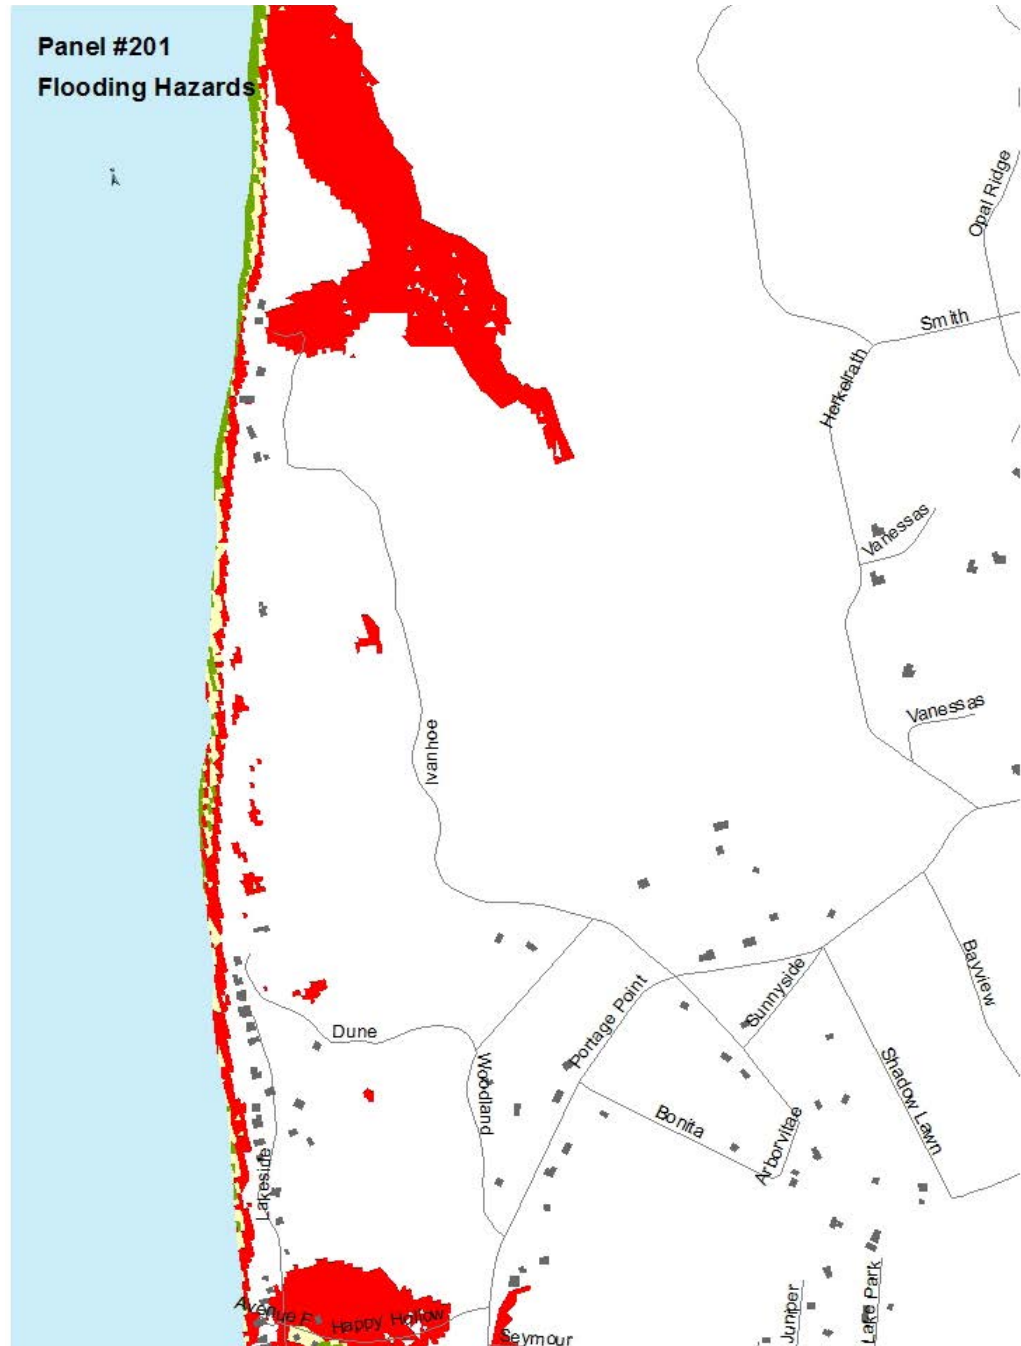 Panel #201
Flooding Hazards
Opal Ridge
Smith
Herkelrath
Vanessas
Vanessas
Ivanhoe
Bayview
Portage Point
Sunnyside
Dune
Woodland
Shadow Lawn
Bonita
Arborvitae
Lakeside
Avenue F
Happy Hollow
Seymour
Juniper
Lake Park